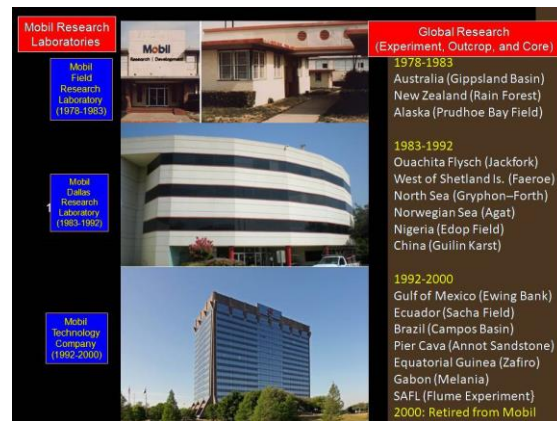 Mobil Research
Laboratories
Mobil
Field
Research
Laboratory
(1978-1983)
Mobil
Research Development
Mobil
Dallas
Research
Laboratory
(1983-1992)
1
Mobil
Technology
Company
(1992-2000)
Global Research
(Experiment, Outcrop, and Core)
1978-1983
Australia (Gippsland Basin)
New Zealand (Rain Forest)
Alaska (Prudhoe Bay Field)
1983-1992
Ouachita Flysch (Jackfork)
West of Shetland Is. (Faeroe)
North Sea (Gryphon–Forth)
Norwegian Sea (Agat)
Nigeria (Edop Field)
China (Guilin Karst)
1992-2000
Gulf of Mexico (Ewing Bank)
Ecuador (Sacha Field)
Brazil (Campos Basin)
Pier Cava (Annot Sandstone)
Equatorial Guinea (Zafiro)
Gabon (Melania)
SAFL (Flume Experiment}
2000: Retired from Mobil